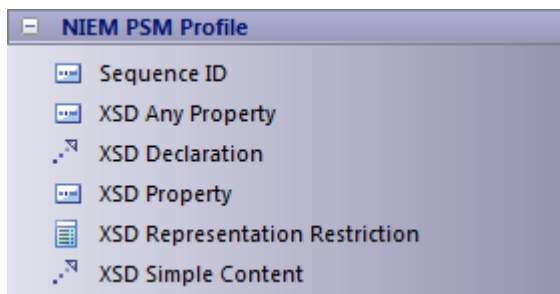 NIEM PSM Profile
Sequence ID
XSD Any Property
XSD Declaration
XSD Property
XSD Representation Restriction
XSD Simple Content